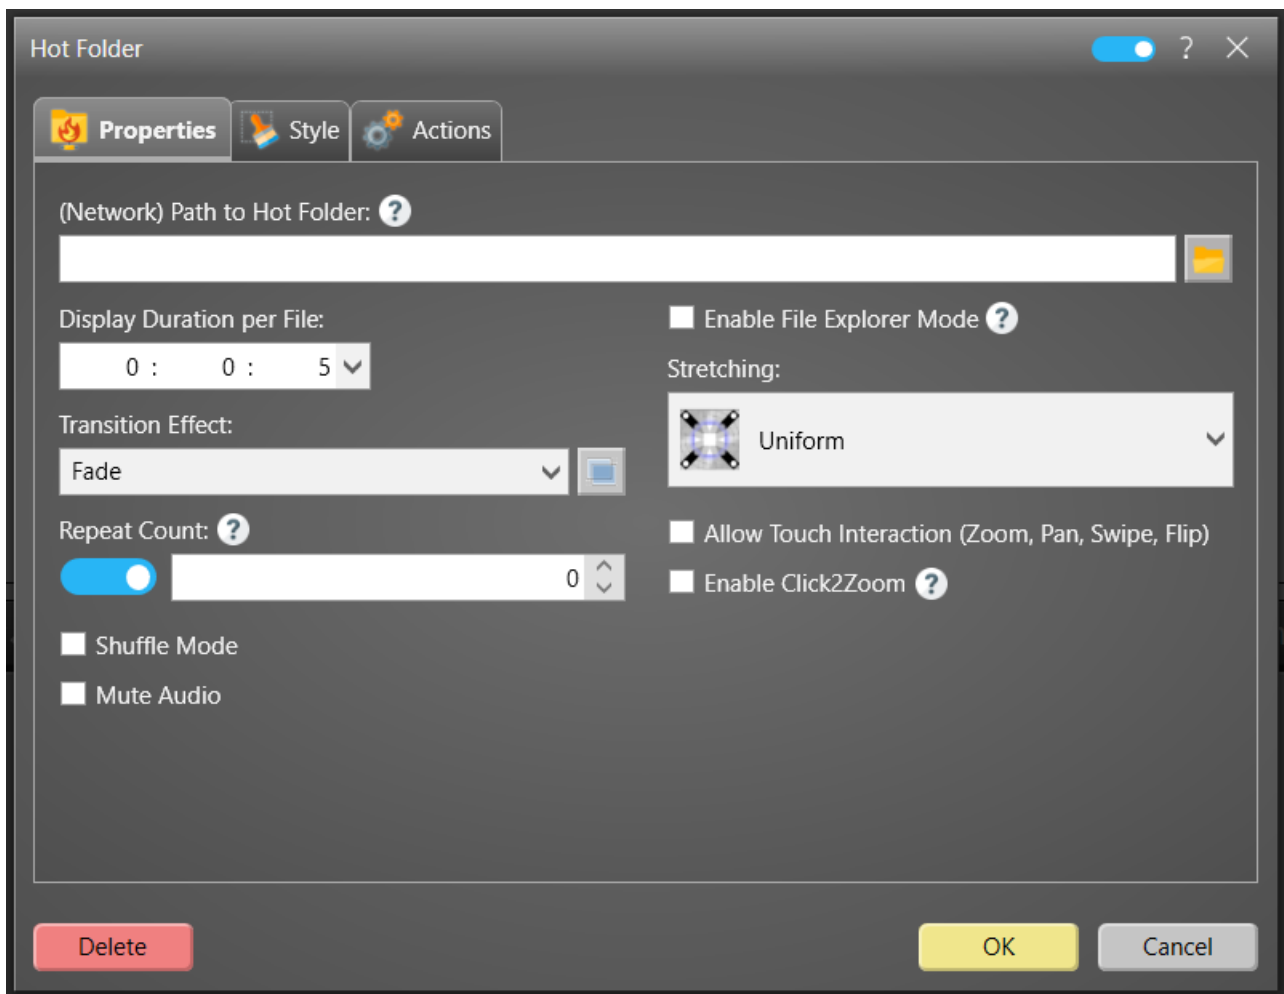 Hot Folder ?
Properties Style Actions
(Network) Path to Hot Folder: ?
Display Duration per File:
0 : 0 : 5
Enable File Explorer Mode ?
Stretching:
Uniform
Transition Effect:
Fade
Repeat Count: ?
0
Allow Touch Interaction (Zoom, Pan, Swipe, Flip)
Enable Click2Zoom ?
Shuffle Mode
Mute Audio
Delete OK Cancel